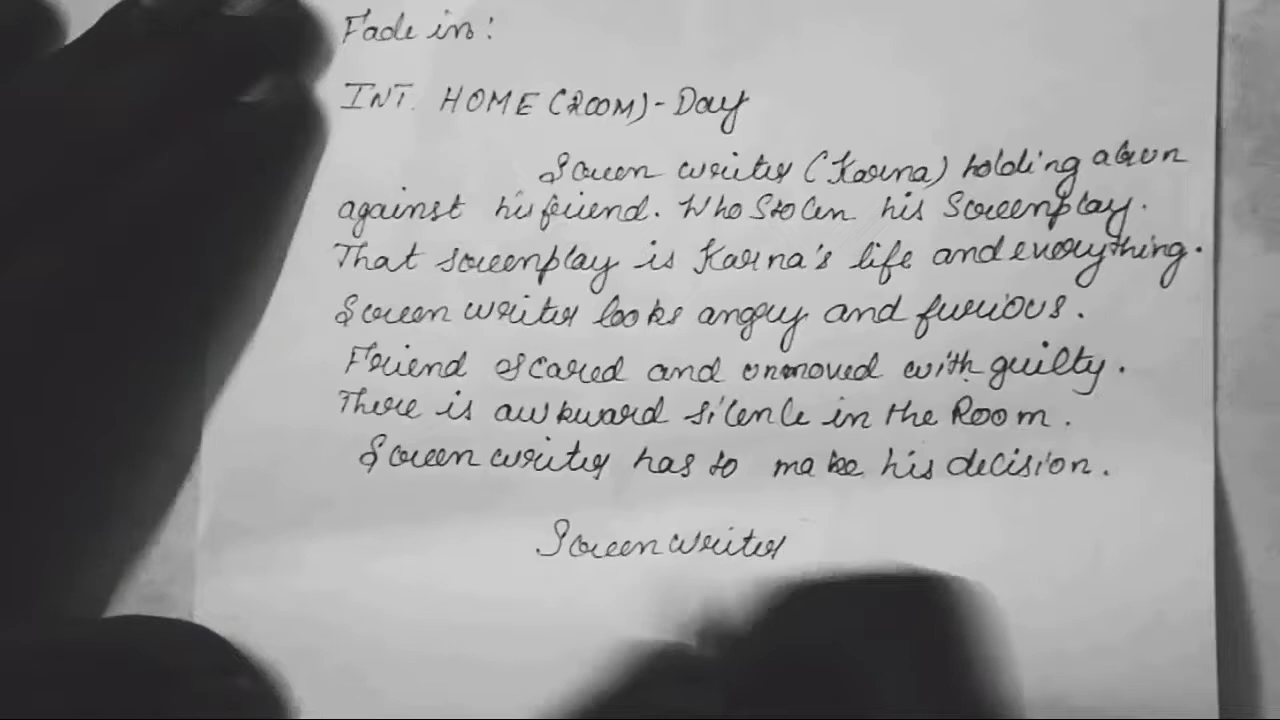 Fade in:
INT. HOME (ROOM) - Day
Screen writer (Karna) holding a Gun
against his friend. Who Stolen his Screenplay.
That screenplay is Karna's life and everything.
Screen writer looks angry and furious.
Friend scared and unmoved with guilty.
There is awkward silence in the Room.
Screen writer has to make his decision.
Screen writer